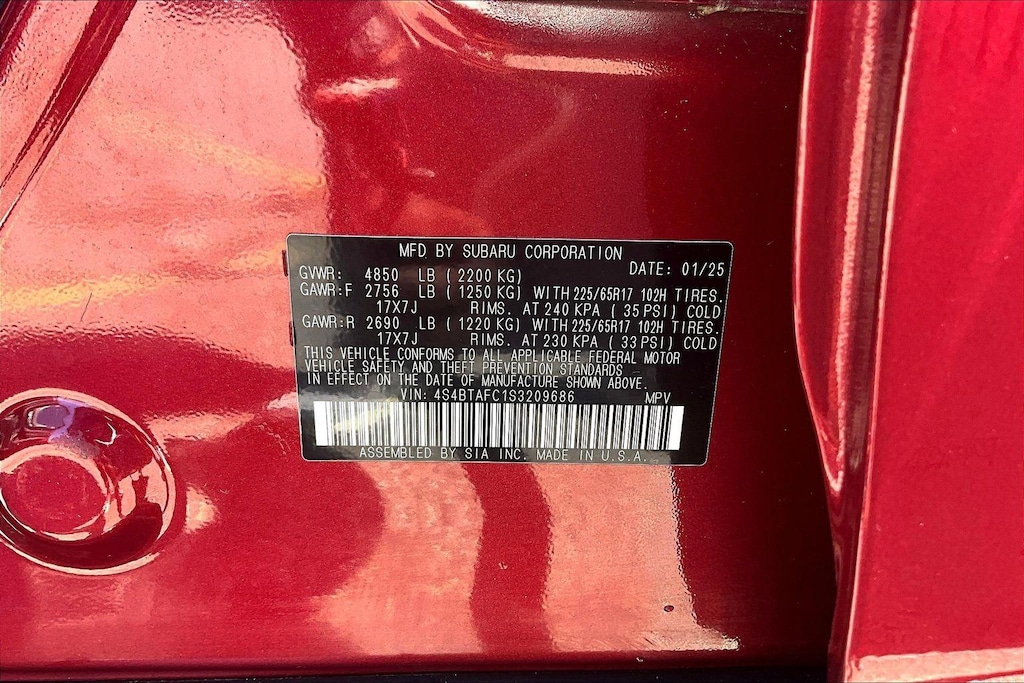 MFD BY SUBARU CORPORATION
GVWR: 4850 LB (2200 KG) DATE: 01/25
GAWR:F 2756 LB (1250 KG) WITH 225/65R17 102H TIRES.
17X7J RIMS. AT 240 KPA (35 PSI) COLD
GAWR:R 2690 LB (1220 KG) WITH 225/65R17 102H TIRES.
17X7J RIMS. AT 230 KPA (33 PSI) COLD
THIS VEHICLE CONFORMS TO ALL APPLICABLE FEDERAL MOTOR
VEHICLE SAFETY AND THEFT PREVENTION STANDARDS
IN EFFECT ON THE DATE OF MANUFACTURE SHOWN ABOVE.
VIN: 4S4BTAFC1S3209686 MPV
ASSEMBLED BY SIA INC. MADE IN U.S.A.